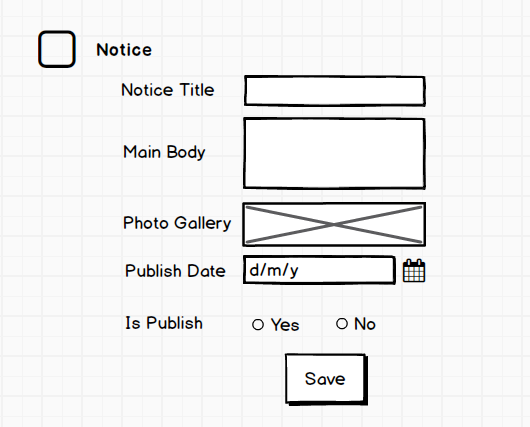 Notice
Notice Title
Main Body
Photo Gallery
Publish Date d/m/y
Is Publish Yes No
Save